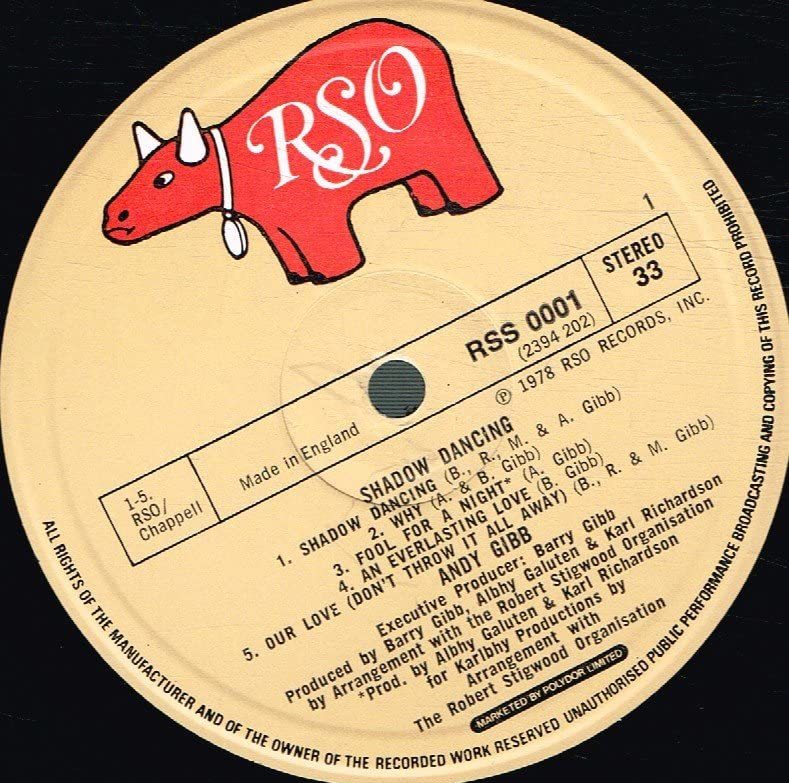 RSO
1
STEREO
33
RSS 0001
(2394 202)
℗ 1978 RSO RECORDS, INC.
Made in England
1-5.
RSO/
Chappell
SHADOW DANCING
1. SHADOW DANCING (B., R., M. & A. Gibb)
2. WHY (A. & B. Gibb)
3. FOOL FOR A NIGHT* (A. Gibb)
4. AN EVERLASTING LOVE (B. Gibb)
5. OUR LOVE (DON'T THROW IT ALL AWAY) (B., R. & M. Gibb)
ANDY GIBB
Executive Producer: Barry Gibb
Produced by Barry Gibb, Albhy Galuten & Karl Richardson
by Arrangement with the Robert Stigwood Organisation
*Prod. by Albhy Galuten & Karl Richardson
for Karlbhy Productions by
Arrangement with
The Robert Stigwood Organisation
MARKETED BY POLYDOR LIMITED
ALL RIGHTS OF THE MANUFACTURER AND OF THE OWNER OF THE RECORDED WORK RESERVED UNAUTHORISED PUBLIC PERFORMANCE BROADCASTING AND COPYING OF THIS RECORD PROHIBITED